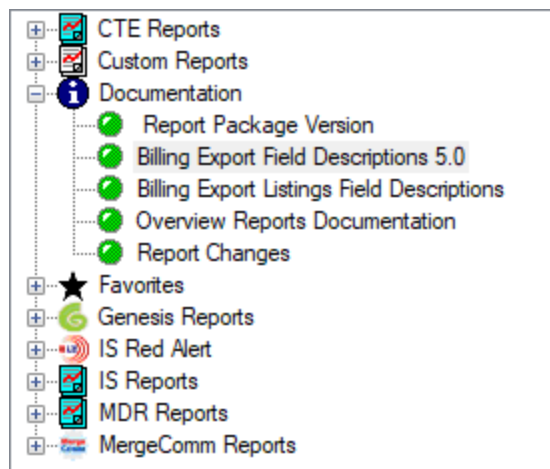 CTE Reports
Custom Reports
Documentation
Report Package Version
Billing Export Field Descriptions 5.0
Billing Export Listings Field Descriptions
Overview Reports Documentation
Report Changes
Favorites
Genesis Reports
IS Red Alert
IS Reports
MDR Reports
MergeComm Reports